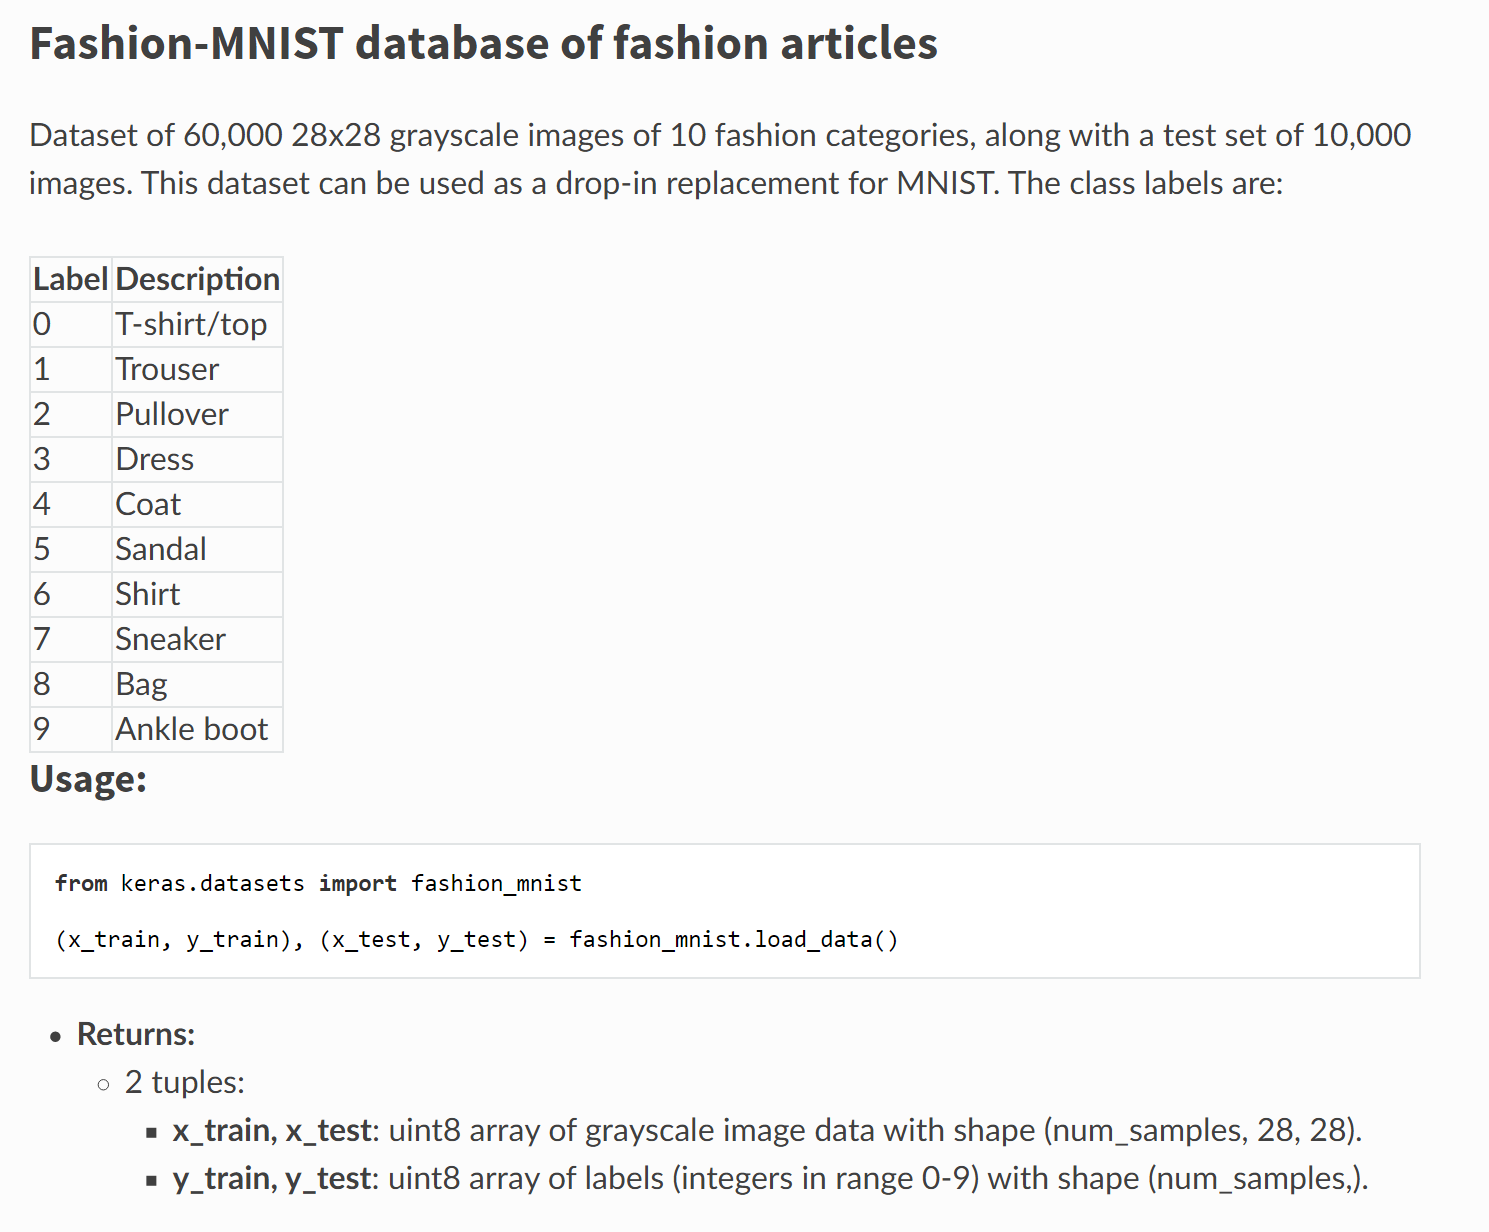 Fashion-MNIST database of fashion articles
Dataset of 60,000 28x28 grayscale images of 10 fashion categories, along with a test set of 10,000
images. This dataset can be used as a drop-in replacement for MNIST. The class labels are:
Label Description
0 T-shirt/top
1 Trouser
2 Pullover
3 Dress
4 Coat
5 Sandal
6 Shirt
7 Sneaker
8 Bag
9 Ankle boot
Usage:
from keras.datasets import fashion_mnist
(x_train, y_train), (x_test, y_test) = fashion_mnist.load_data()
• Returns:
◦ 2 tuples:
▪ x_train, x_test: uint8 array of grayscale image data with shape (num_samples, 28, 28).
▪ y_train, y_test: uint8 array of labels (integers in range 0-9) with shape (num_samples,).